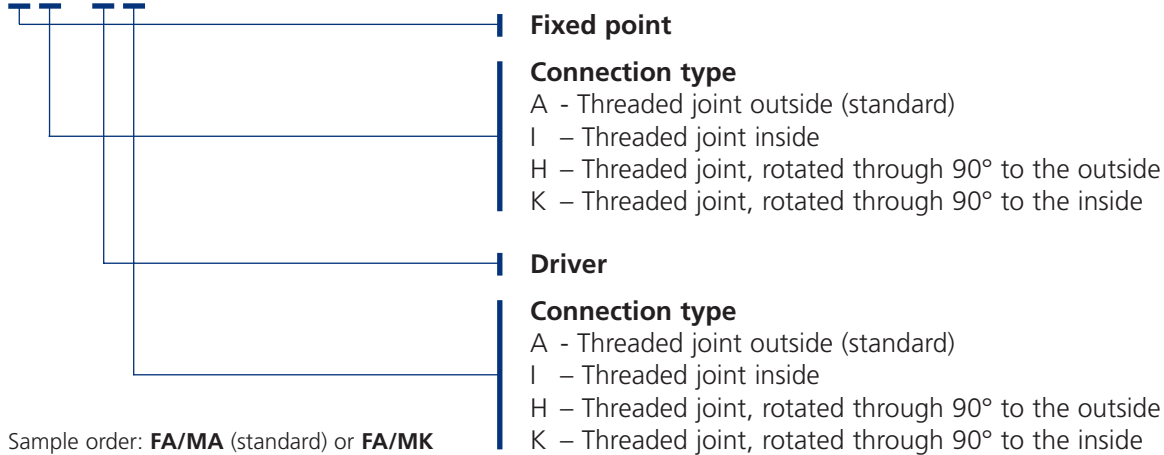 Fixed point
Connection type
A - Threaded joint outside (standard)
I – Threaded joint inside
H – Threaded joint, rotated through 90° to the outside
K – Threaded joint, rotated through 90° to the inside
Driver
Connection type
A - Threaded joint outside (standard)
I – Threaded joint inside
H – Threaded joint, rotated through 90° to the outside
K – Threaded joint, rotated through 90° to the inside
Sample order: FA/MA (standard) or FA/MK